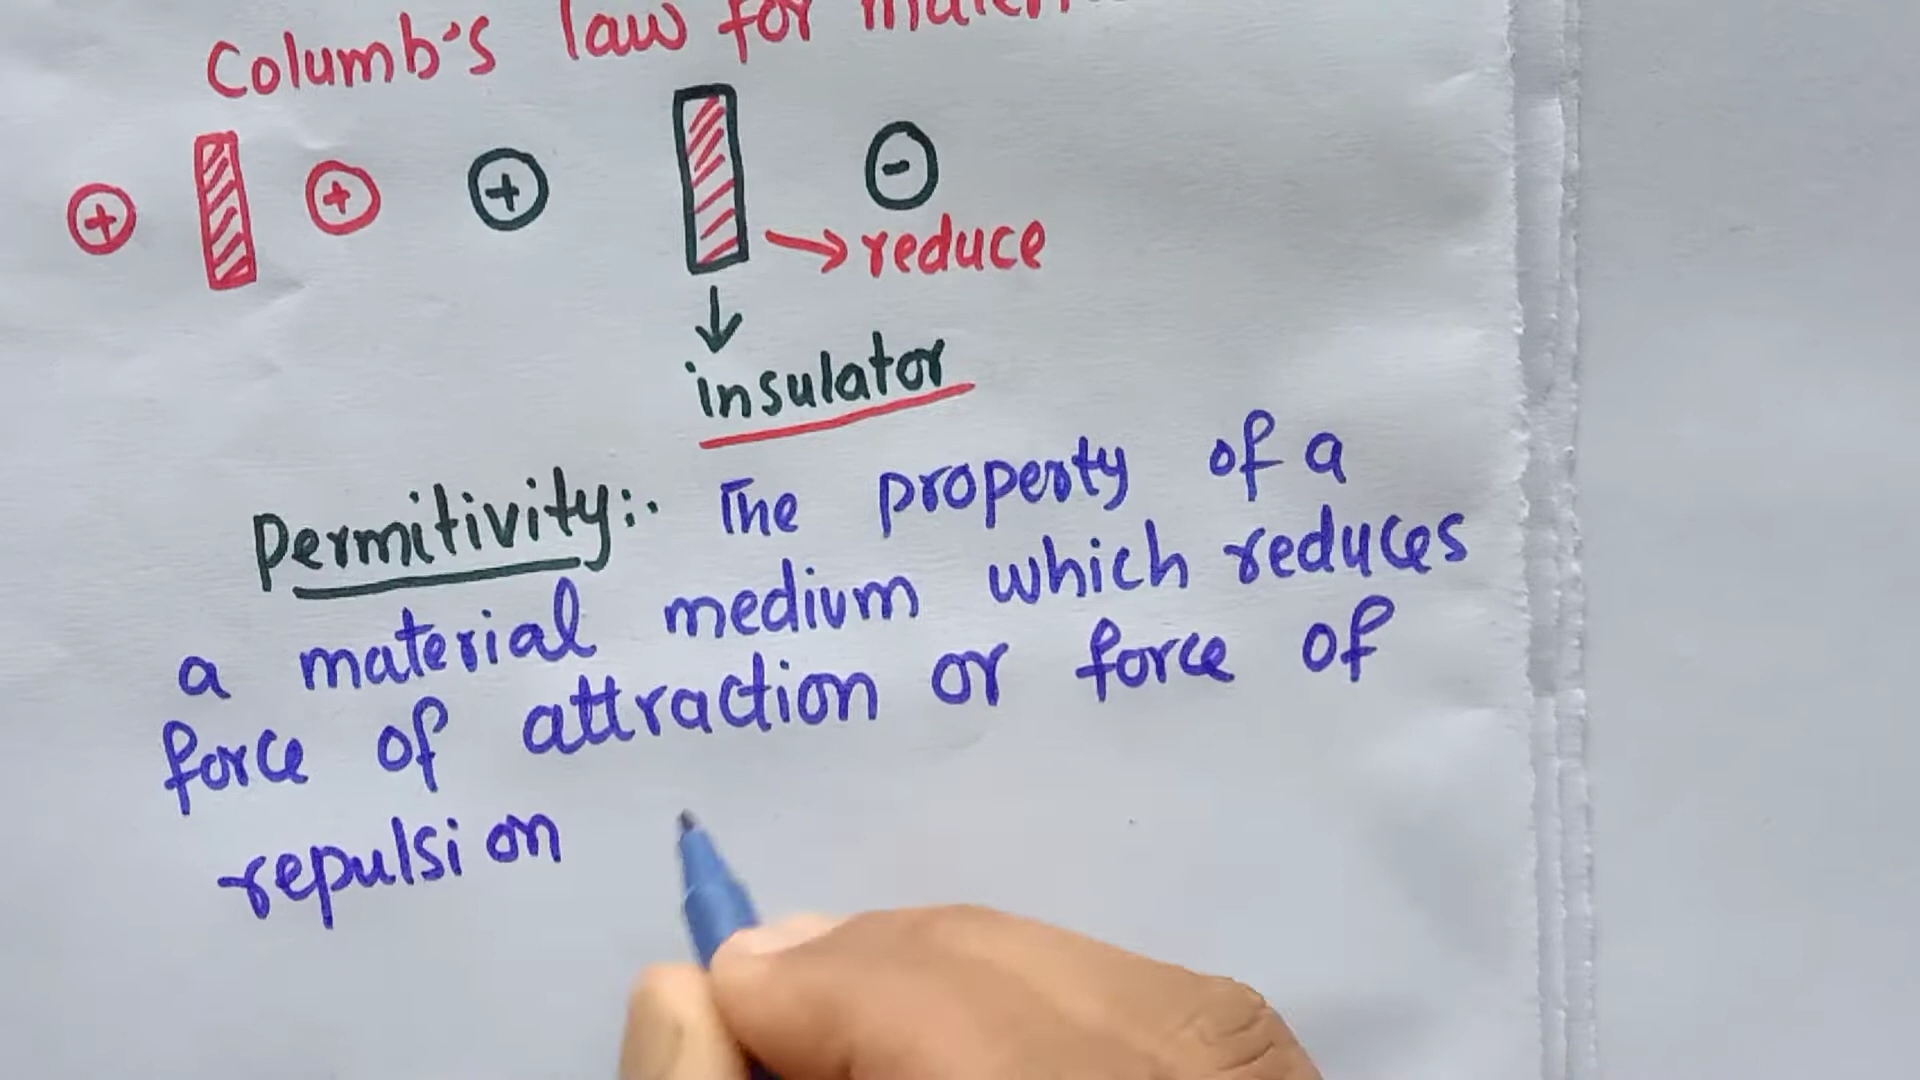 Columb's law for
+ + + -
reduce
insulator
Permitivity:. The property of a
a material medium which reduces
force of attraction or force of
repulsion